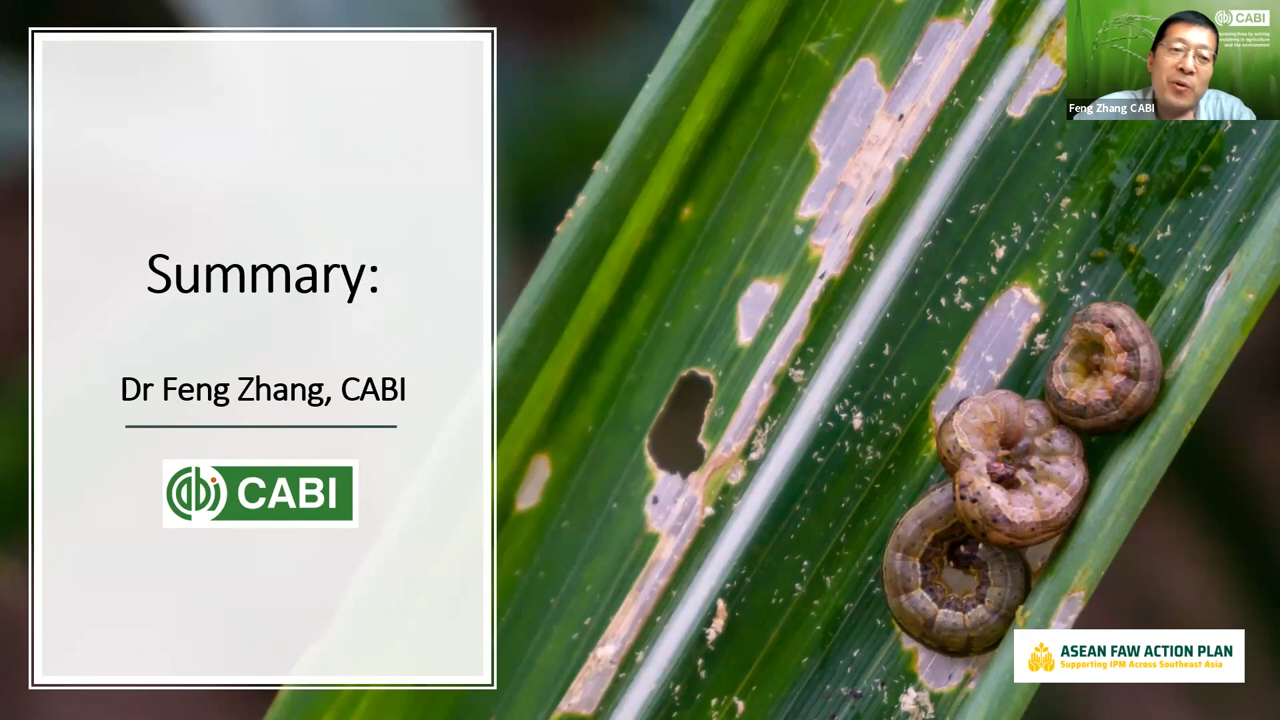 Summary:
Dr Feng Zhang, CABI
CABI
CABI
Feng Zhang CABI
ASEAN FAW ACTION PLAN
Supporting IPM Across Southeast Asia